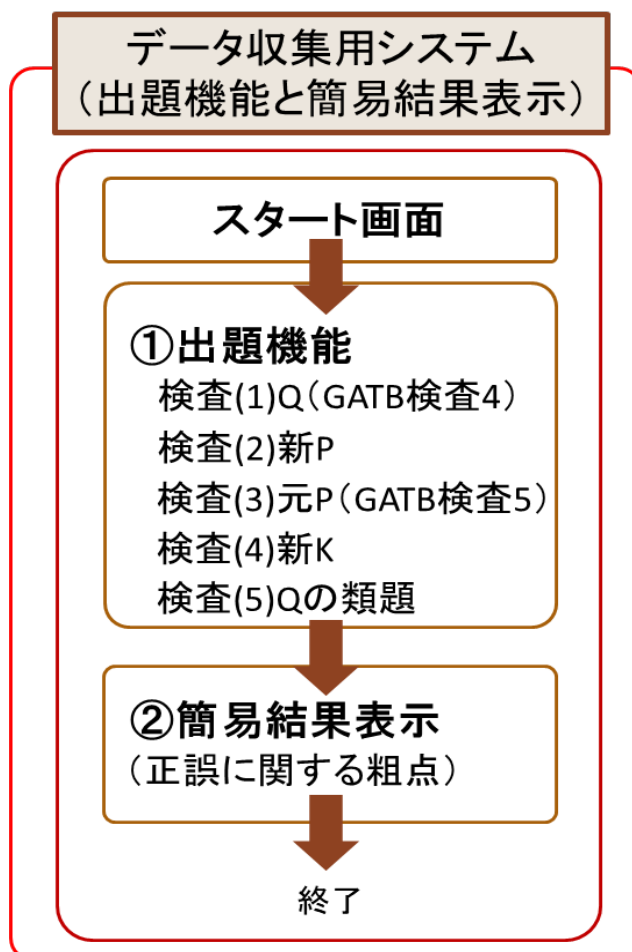 データ収集用システム
（出題機能と簡易結果表示）
スタート画面
①出題機能
検査(1)Q（GATB検査4）
検査(2)新P
検査(3)元P（GATB検査5）
検査(4)新K
検査(5)Qの類題
②簡易結果表示
（正誤に関する粗点）
終了